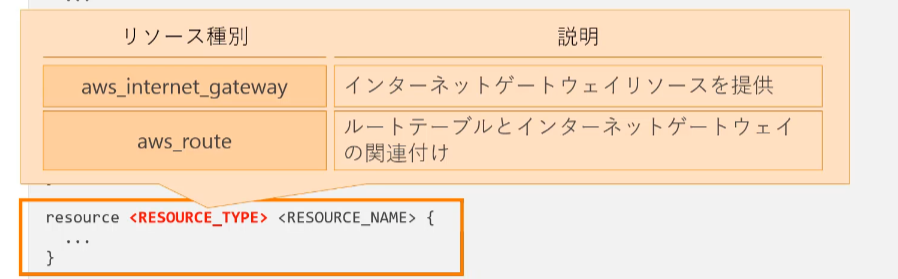 ...
リソース種別 説明
aws_internet_gateway インターネットゲートウェイリソースを提供
aws_route ルートテーブルとインターネットゲートウェイ
の関連付け
}
resource <RESOURCE_TYPE> <RESOURCE_NAME> {
...
}